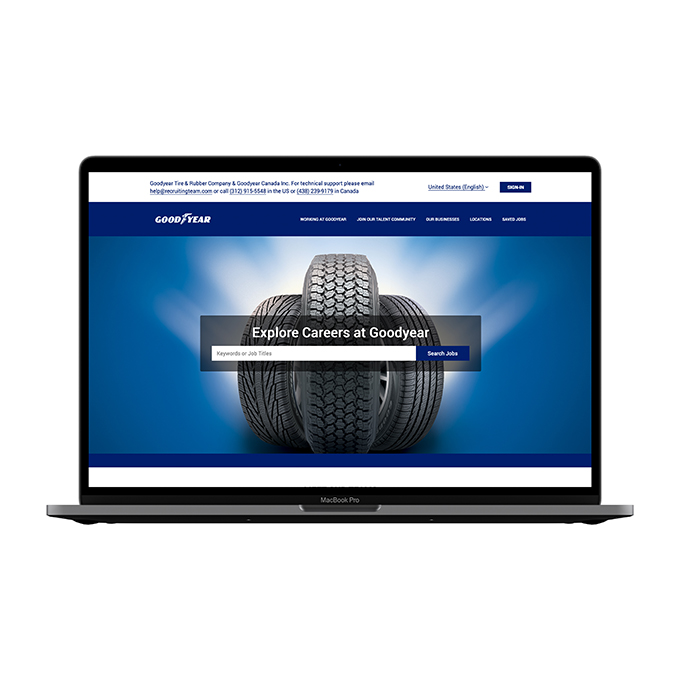 Goodyear Tire & Rubber Company & Goodyear Canada Inc. For technical support please email
help@recruitingteam.com or call (312) 915-5548 in the US or (438) 239-9179 in Canada
United States (English)
SIGN-IN
GOODYEAR
WORKING AT GOODYEAR
JOIN OUR TALENT COMMUNITY
OUR BUSINESSES
LOCATIONS
SAVED JOBS
Explore Careers at Goodyear
Keywords or Job Titles
Search Jobs
MacBook Pro